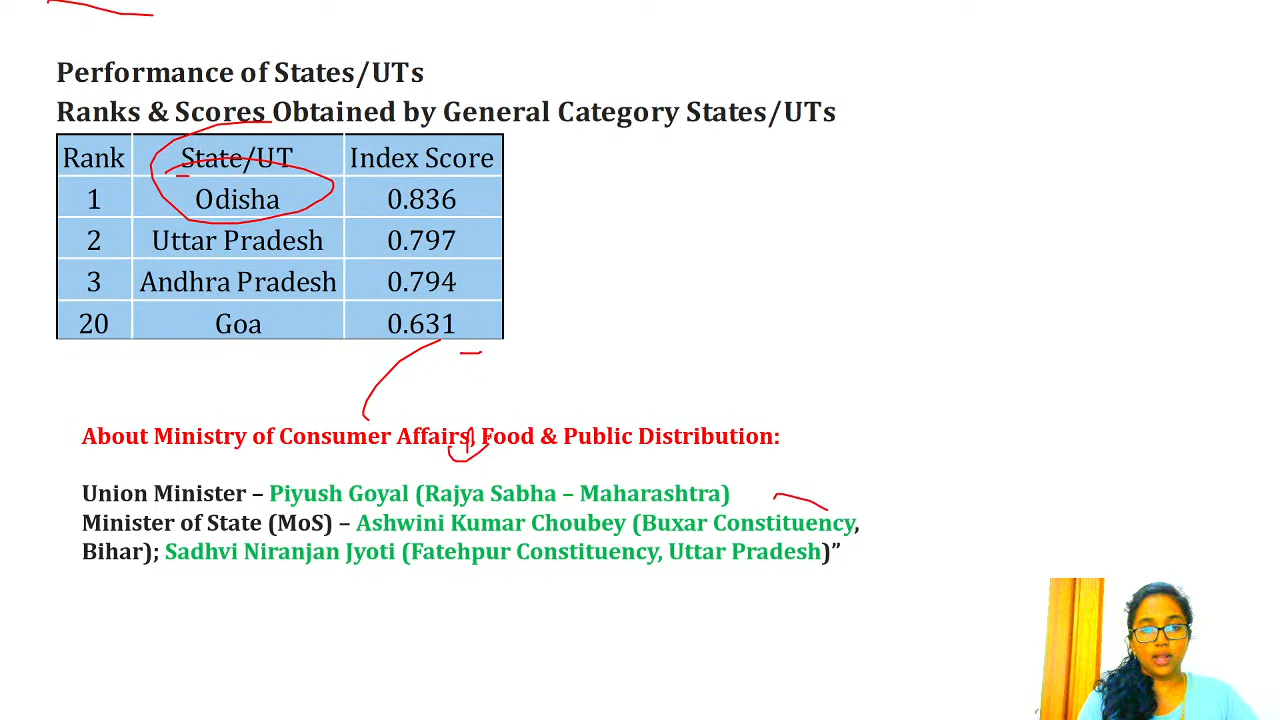 Performance of States/UTs
Ranks & Scores Obtained by General Category States/UTs
Rank State/UT Index Score
1 Odisha 0.836
2 Uttar Pradesh 0.797
3 Andhra Pradesh 0.794
20 Goa 0.631
About Ministry of Consumer Affairs, Food & Public Distribution:
Union Minister – Piyush Goyal (Rajya Sabha – Maharashtra)
Minister of State (MoS) – Ashwini Kumar Choubey (Buxar Constituency,
Bihar); Sadhvi Niranjan Jyoti (Fatehpur Constituency, Uttar Pradesh)”